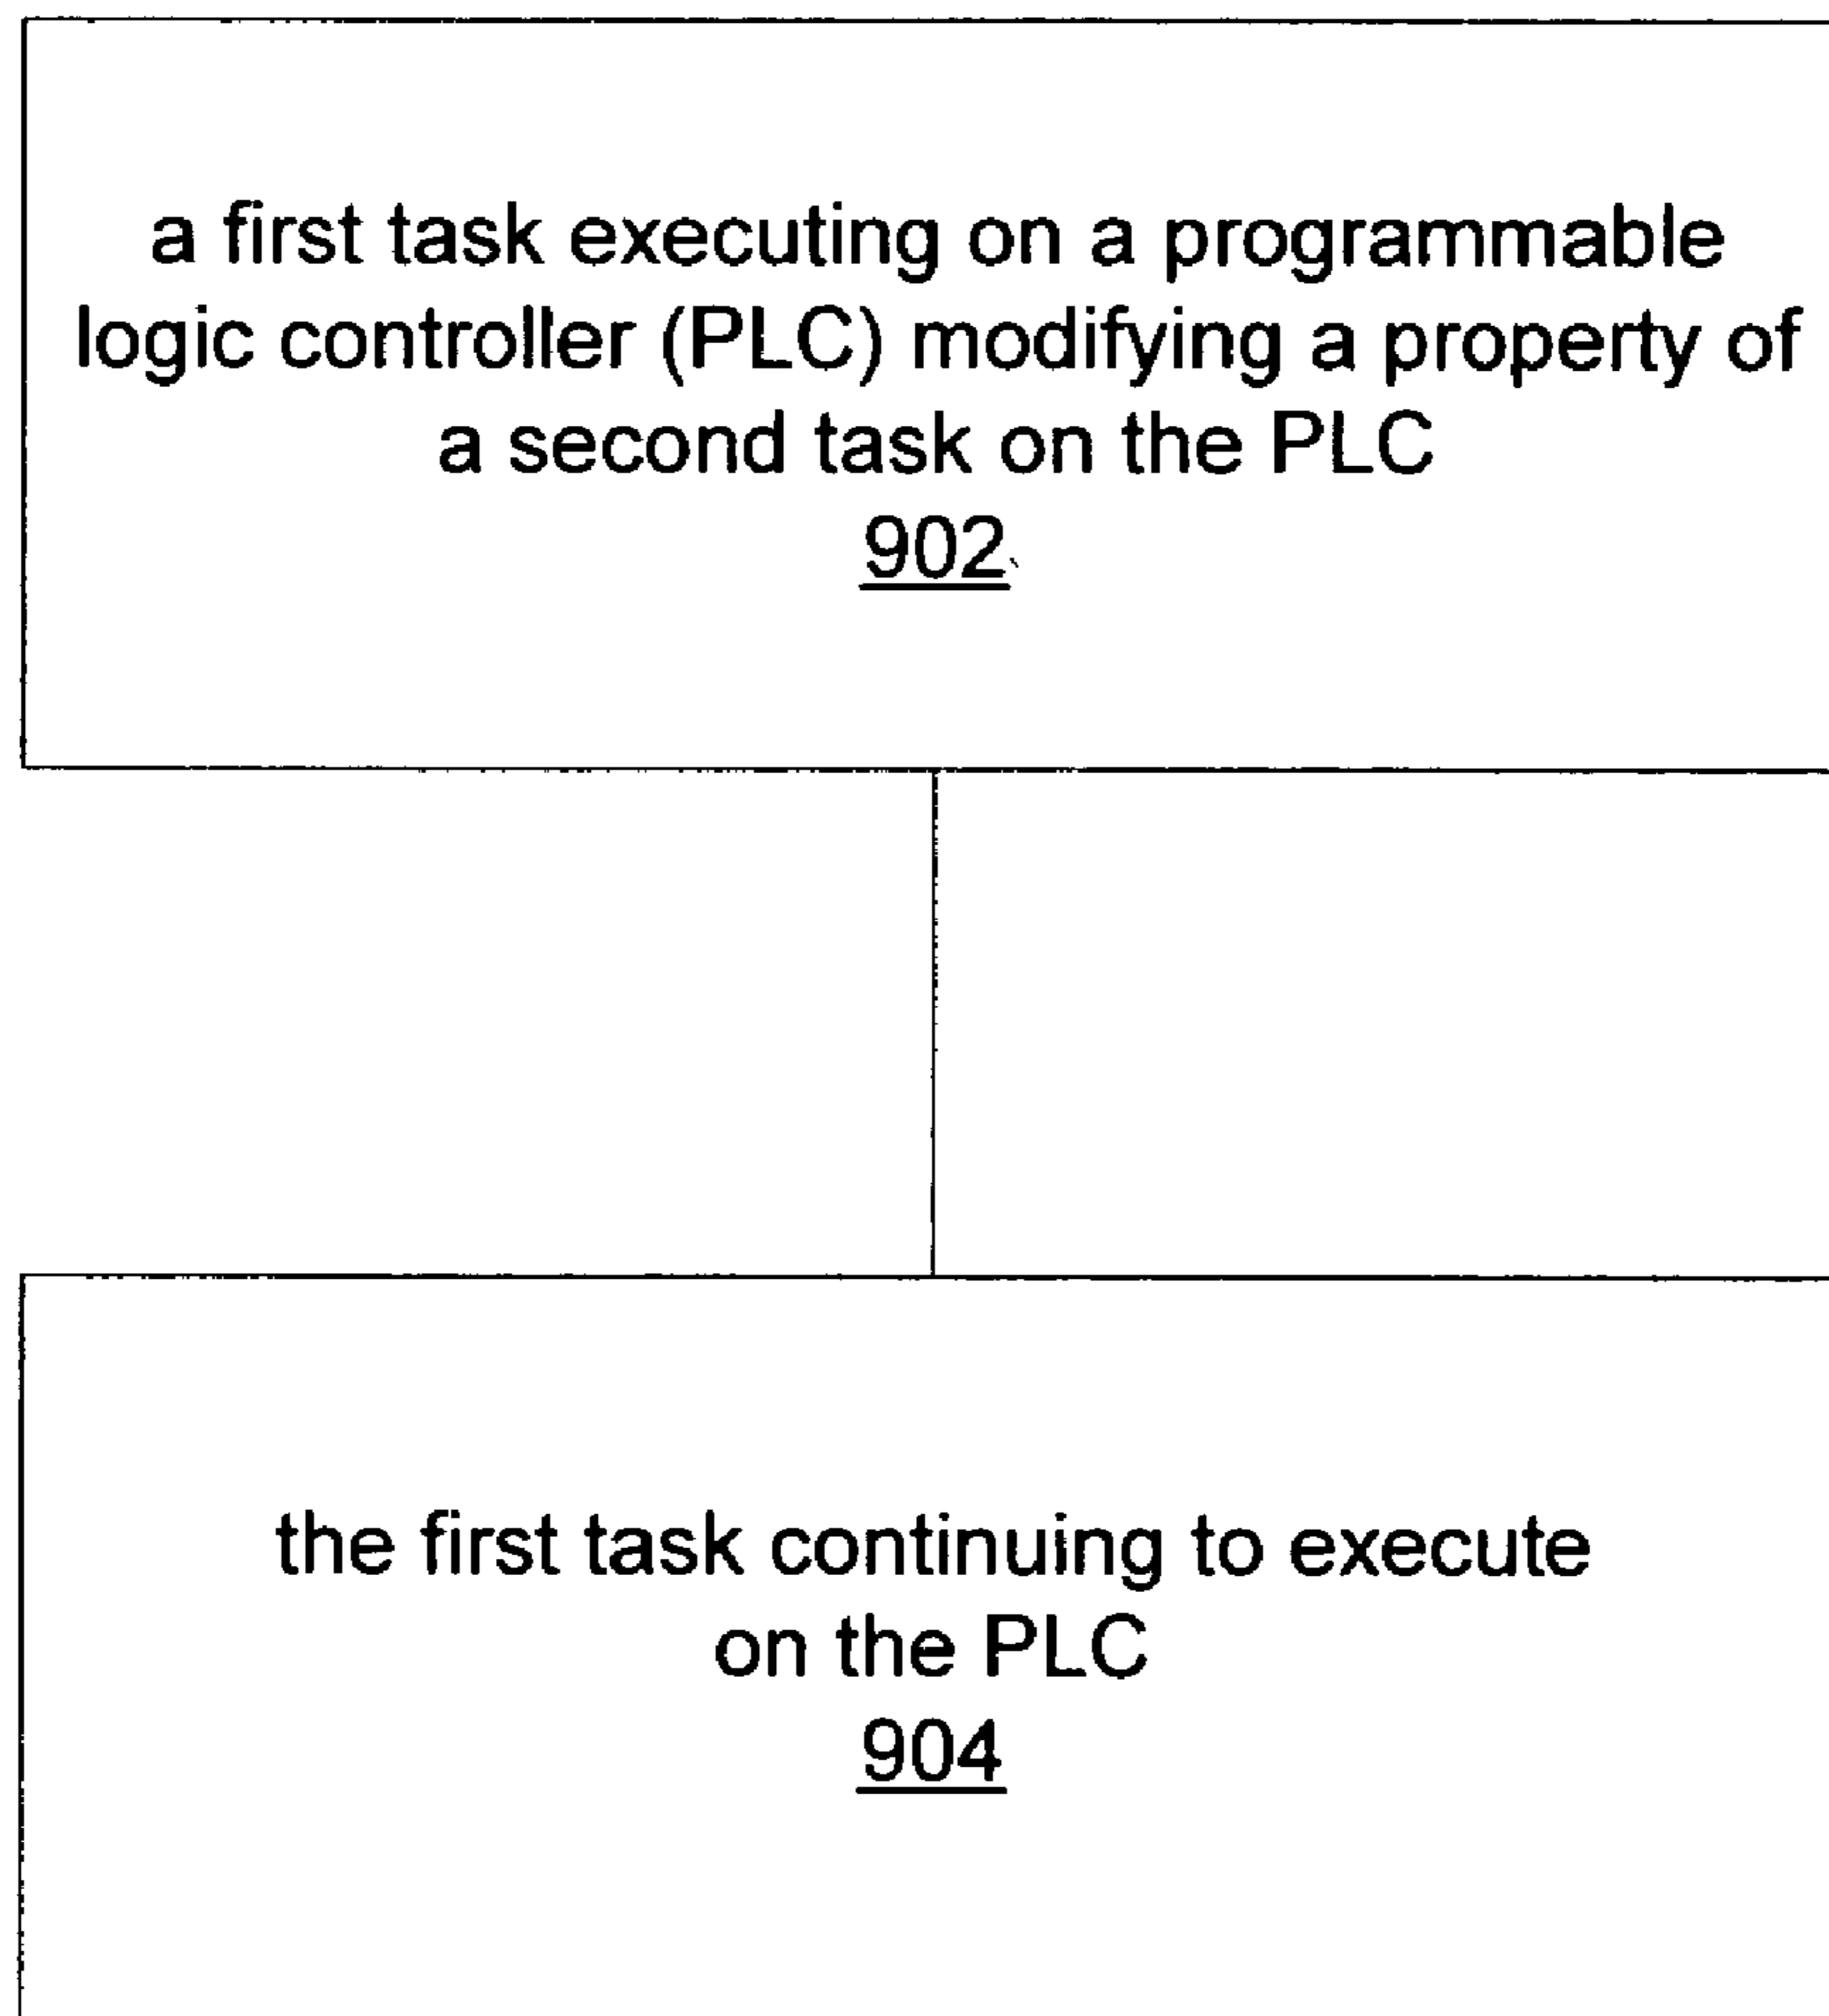 a first task executing on a programmable
logic controller (PLC) modifying a property of
a second task on the PLC
902
the first task continuing to execute
on the PLC
904